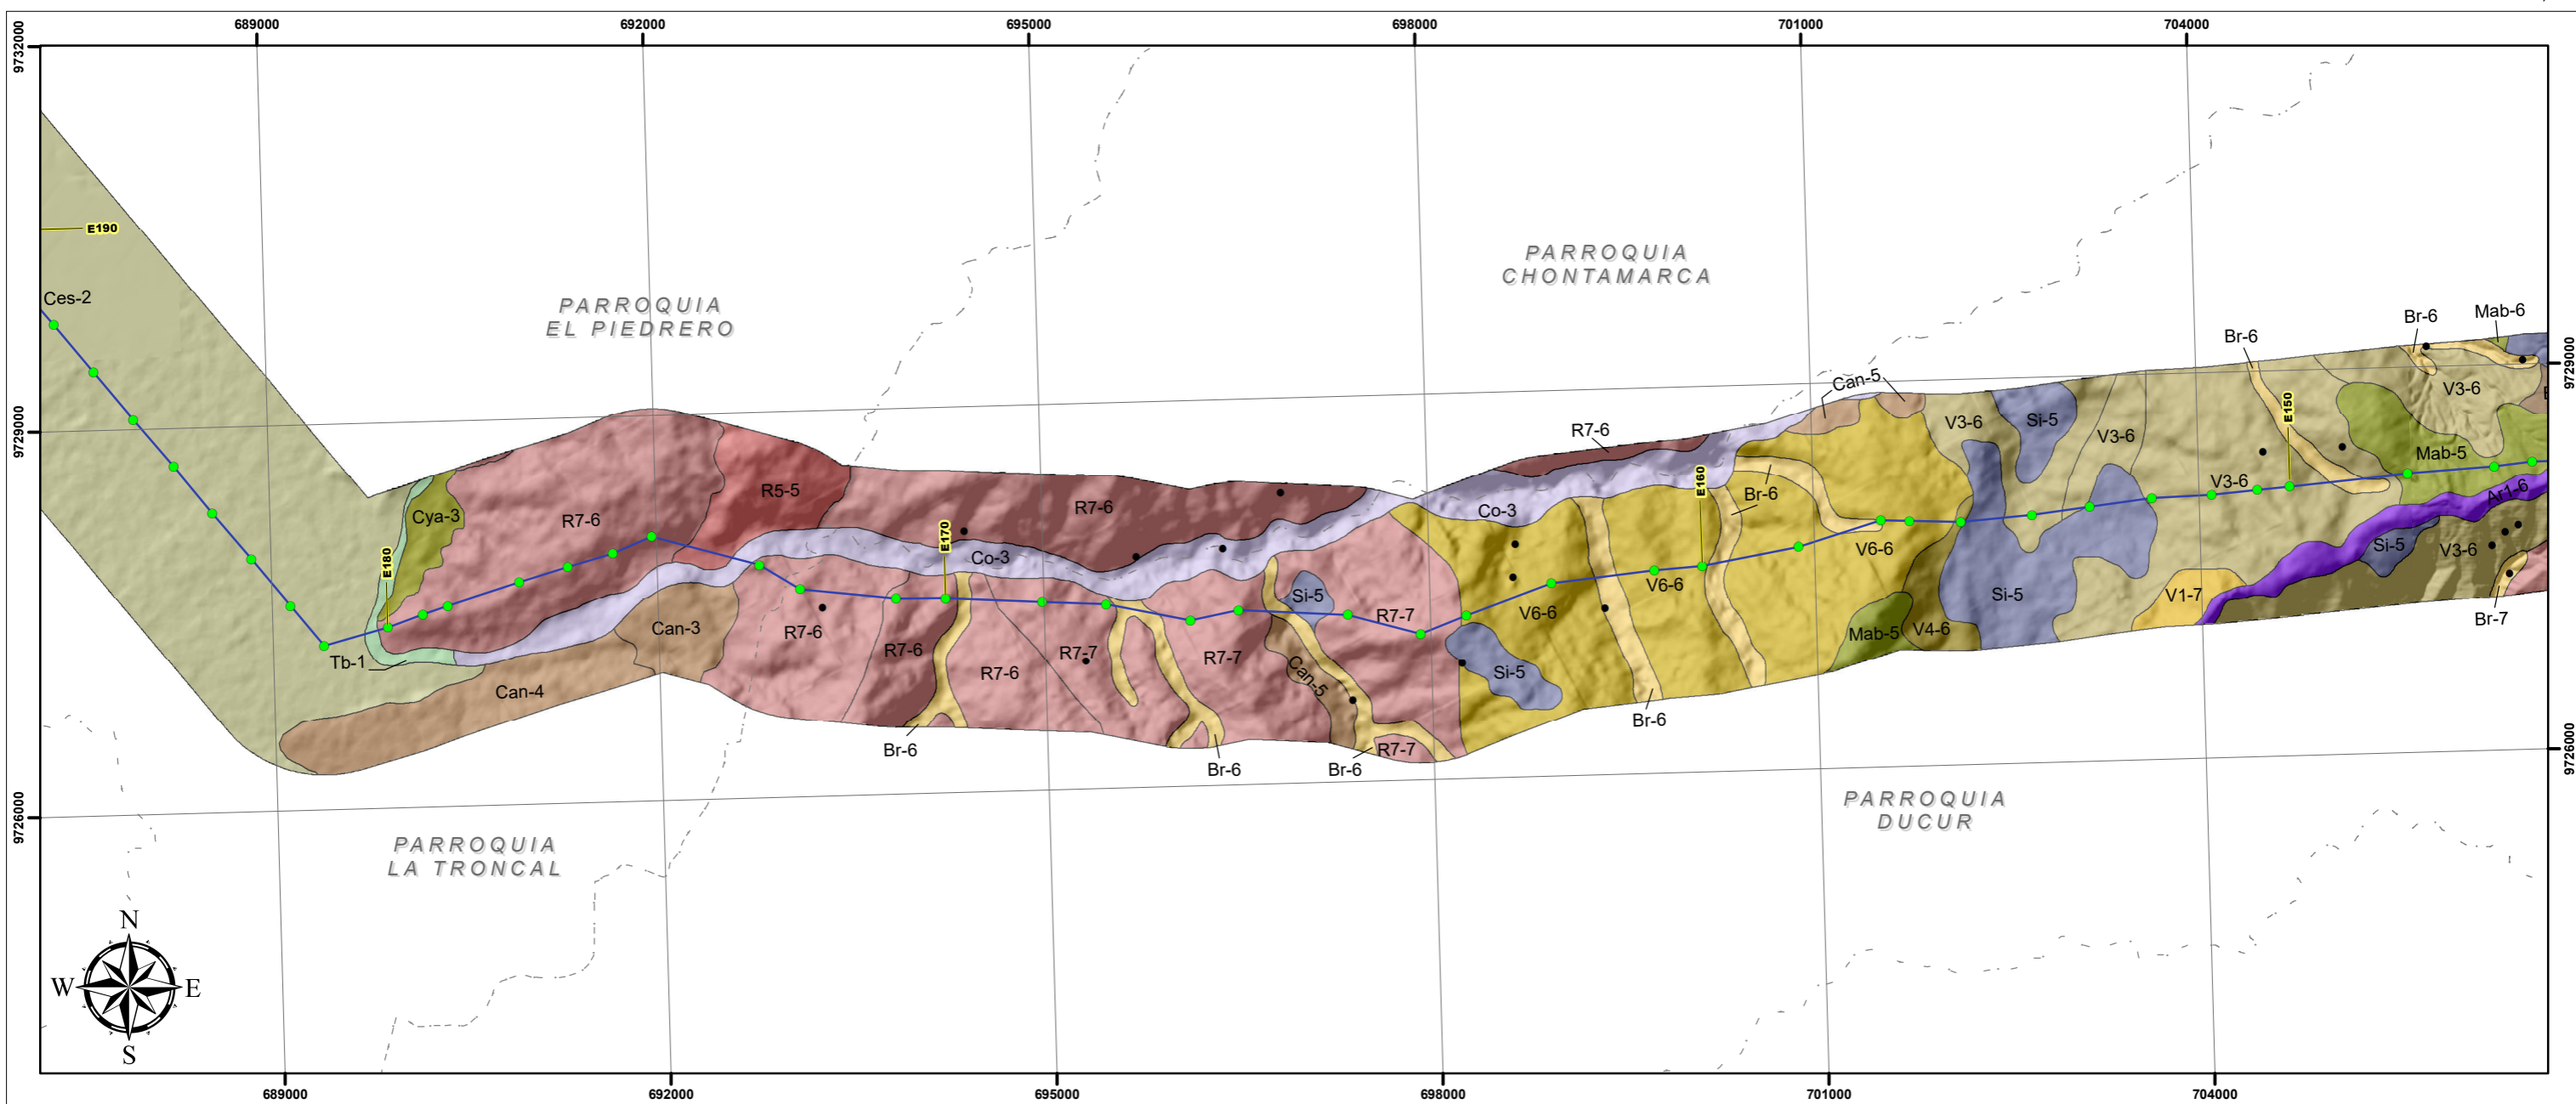 689000
692000
695000
698000
701000
704000
9732000
E190
PARROQUIA
CHONTAMARCA
Ces-2
PARROQUIA
EL PIEDRERO
Br-6
Mab-6
Br-6
9729000
Can-5
V3-6
E150
9729000
R7-6
V3-6
Si-5
V3-6
Mab-5
R5-5
E160
V3-6
Br-6
Ar1-6
Cya-3
R7-6
R7-6
Co-3
E170
Co-3
V6-6
Si-5
V3-6
E180
V6-6
Si-5
Si-5
V1-7
V6-6
R7-7
Br-7
Can-3
R7-6
Mab-5
V4-6
R7-6
R7-7
R7-7
Tb-1
R7-6
Can-5
Si-5
Can-4
Br-6
Br-6
R7-7
9726000
Br-6
Br-6
PARROQUIA
DUCUR
9726000
PARROQUIA
LA TRONCAL
N
W
E
S
689000
692000
695000
698000
701000
704000